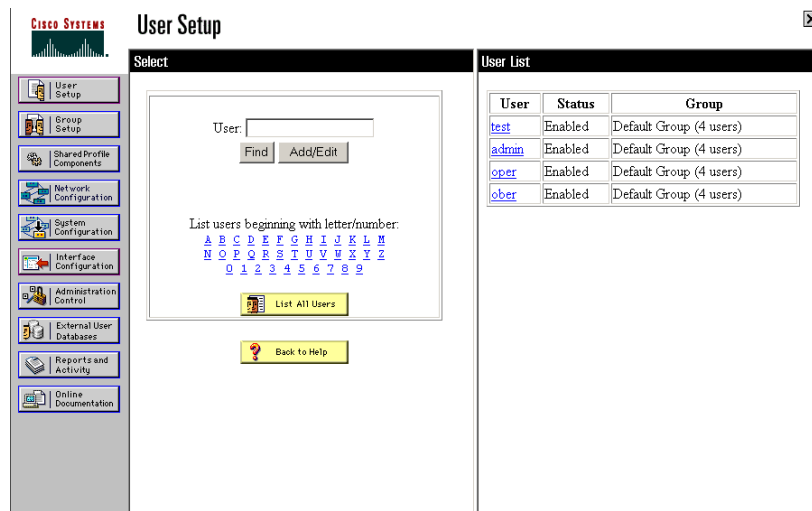 CISCO SYSTEMS
User Setup
User
Setup
Group
Setup
Shared Profile
Components
Network
Configuration
System
Configuration
Interface
Configuration
Administration
Control
External User
Databases
Reports and
Activity
Online
Documentation
Select
User:
Find Add/Edit
List users beginning with letter/number:
A B C D E F G H I J K L M
N O P Q R S T U V W X Y Z
0 1 2 3 4 5 6 7 8 9
List All Users
Back to Help
User List
User Status Group
test Enabled Default Group (4 users)
admin Enabled Default Group (4 users)
oper Enabled Default Group (4 users)
ober Enabled Default Group (4 users)